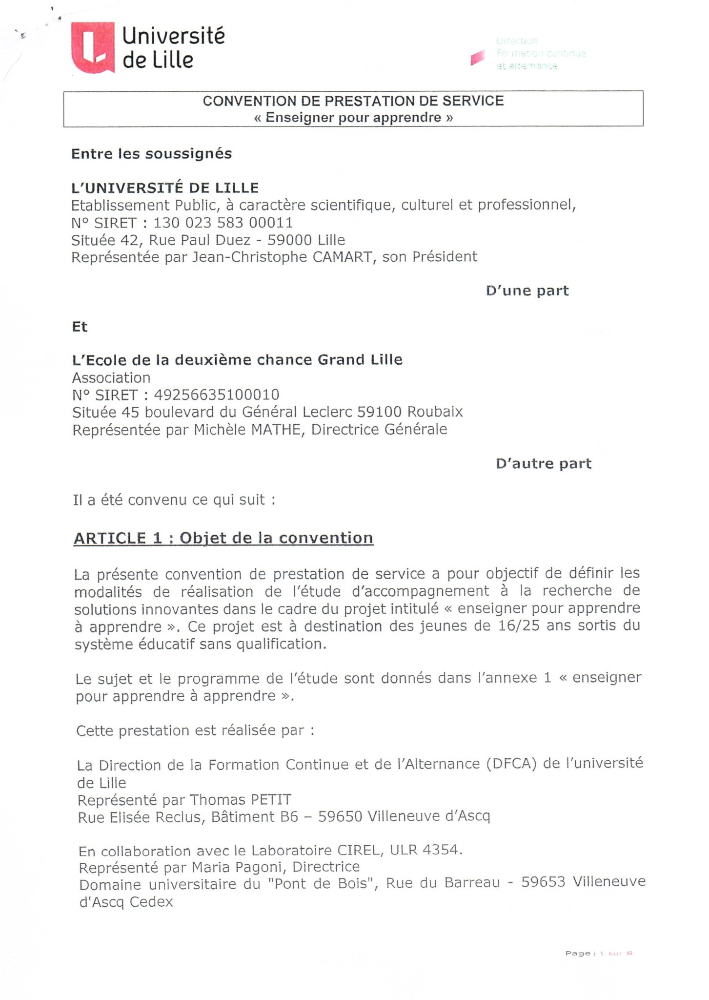 Université
de Lille
Direction
Formation continue
et alternance
CONVENTION DE PRESTATION DE SERVICE
« Enseigner pour apprendre »
Entre les soussignés
L’UNIVERSITÉ DE LILLE
Etablissement Public, à caractère scientifique, culturel et professionnel,
N° SIRET : 130 023 583 00011
Située 42, Rue Paul Duez - 59000 Lille
Représentée par Jean-Christophe CAMART, son Président
D’une part
Et
L’Ecole de la deuxième chance Grand Lille
Association
N° SIRET : 49256635100010
Située 45 boulevard du Général Leclerc 59100 Roubaix
Représentée par Michèle MATHE, Directrice Générale
D’autre part
Il a été convenu ce qui suit :
ARTICLE 1 : Objet de la convention
La présente convention de prestation de service a pour objectif de définir les
modalités de réalisation de l’étude d’accompagnement à la recherche de
solutions innovantes dans le cadre du projet intitulé « enseigner pour apprendre
à apprendre ». Ce projet est à destination des jeunes de 16/25 ans sortis du
système éducatif sans qualification.
Le sujet et le programme de l’étude sont donnés dans l’annexe 1 « enseigner
pour apprendre à apprendre ».
Cette prestation est réalisée par :
La Direction de la Formation Continue et de l’Alternance (DFCA) de l’université
de Lille
Représenté par Thomas PETIT
Rue Elisée Reclus, Bâtiment B6 – 59650 Villeneuve d’Ascq
En collaboration avec le Laboratoire CIREL, ULR 4354.
Représenté par Maria Pagoni, Directrice
Domaine universitaire du "Pont de Bois", Rue du Barreau - 59653 Villeneuve
d'Ascq Cedex
Page | 1 sur 8